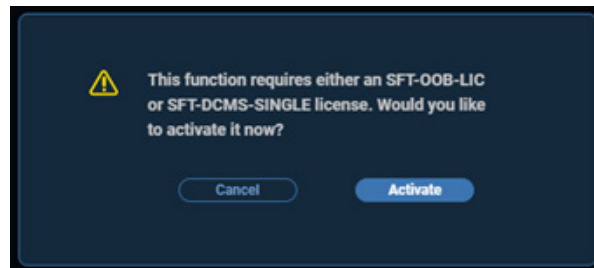 This function requires either an SFT-OOB-LIC
or SFT-DCMS-SINGLE license. Would you like
to activate it now?
Cancel
Activate